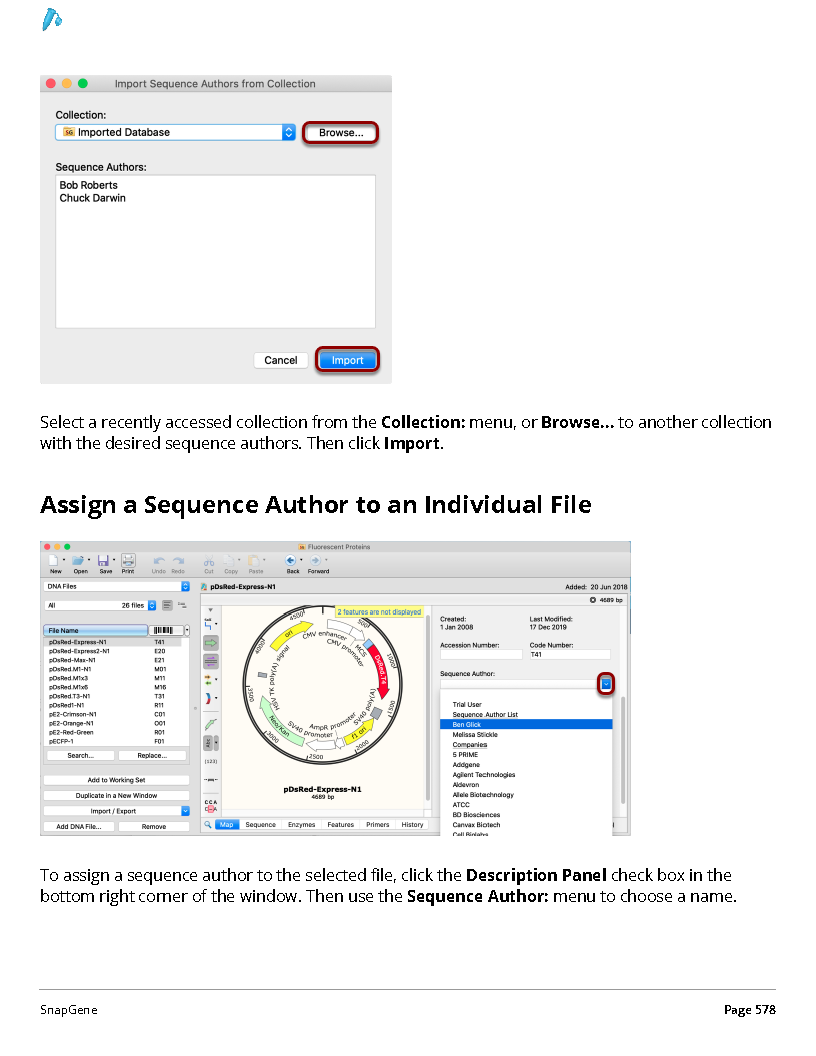 Import Sequence Authors from Collection
Collection:
SG Imported Database
Browse...
Sequence Authors:
Bob Roberts
Chuck Darwin
Cancel
Import
Select a recently accessed collection from the Collection: menu, or Browse... to another collection
with the desired sequence authors. Then click Import.
Assign a Sequence Author to an Individual File
Fluorescent Proteins
New Open Save Print Undo Redo Cut Copy Paste Back Forward
DNA Files
pDsRed-Express-N1
Added: 20 Jun 2018
All 26 files
4689 bp
File Name
pDsRed-Express-N1 T41
pDsRed-Express2-N1 E20
pDsRed-Max-N1 E21
pDsRed.M1-N1 M01
pDsRed.M1x3 M11
pDsRed.M1x6 M16
pDsRed.T3-N1 T31
pDsRed1-N1 R11
pE2-Crimson-N1 C01
pE2-Orange-N1 O01
pE2-Red-Green R01
pECFP-1 F01
Search... Replace...
Add to Working Set
Duplicate in a New Window
Import / Export
Add DNA File... Remove
2 features are not displayed
4500
500
1000
1500
2000
2500
3000
3500
4000
ori
CMV enhancer
CMV promoter
MCS
DsRed.T4
SV40 poly(A)
f1 ori
AmpR promoter
SV40 promoter
Neo/Kan
HSV TK poly(A) signal
pDsRed-Express-N1
4689 bp
Map Sequence Enzymes Features Primers History
Created:
1 Jan 2008
Last Modified:
17 Dec 2019
Accession Number:
Code Number:
T41
Sequence Author:
Trial User
Sequence Author List
Ben Glick
Melissa Stickle
Companies
5 PRIME
Addgene
Agilent Technologies
Aldevron
Allele Biotechnology
ATCC
BD Biosciences
Canvax Biotech
Cell Biolabs
To assign a sequence author to the selected file, click the Description Panel check box in the
bottom right corner of the window. Then use the Sequence Author: menu to choose a name.
SnapGene
Page 578